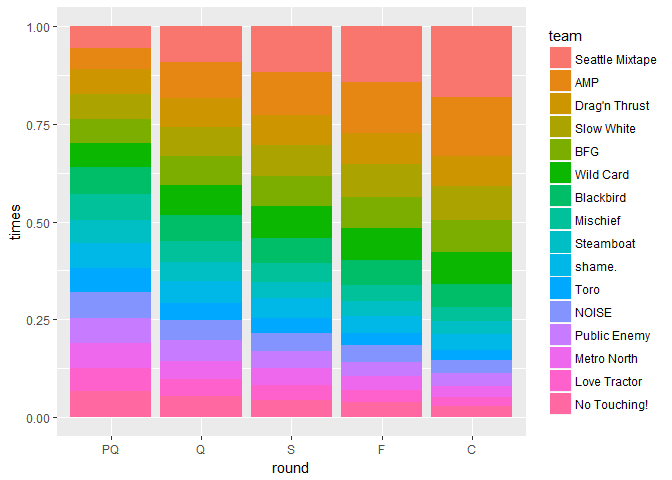 1.00
0.75
0.50
0.25
0.00
times
PQ
Q
S
F
C
round
team
Seattle Mixtape
AMP
Drag'n Thrust
Slow White
BFG
Wild Card
Blackbird
Mischief
Steamboat
shame.
Toro
NOISE
Public Enemy
Metro North
Love Tractor
No Touching!